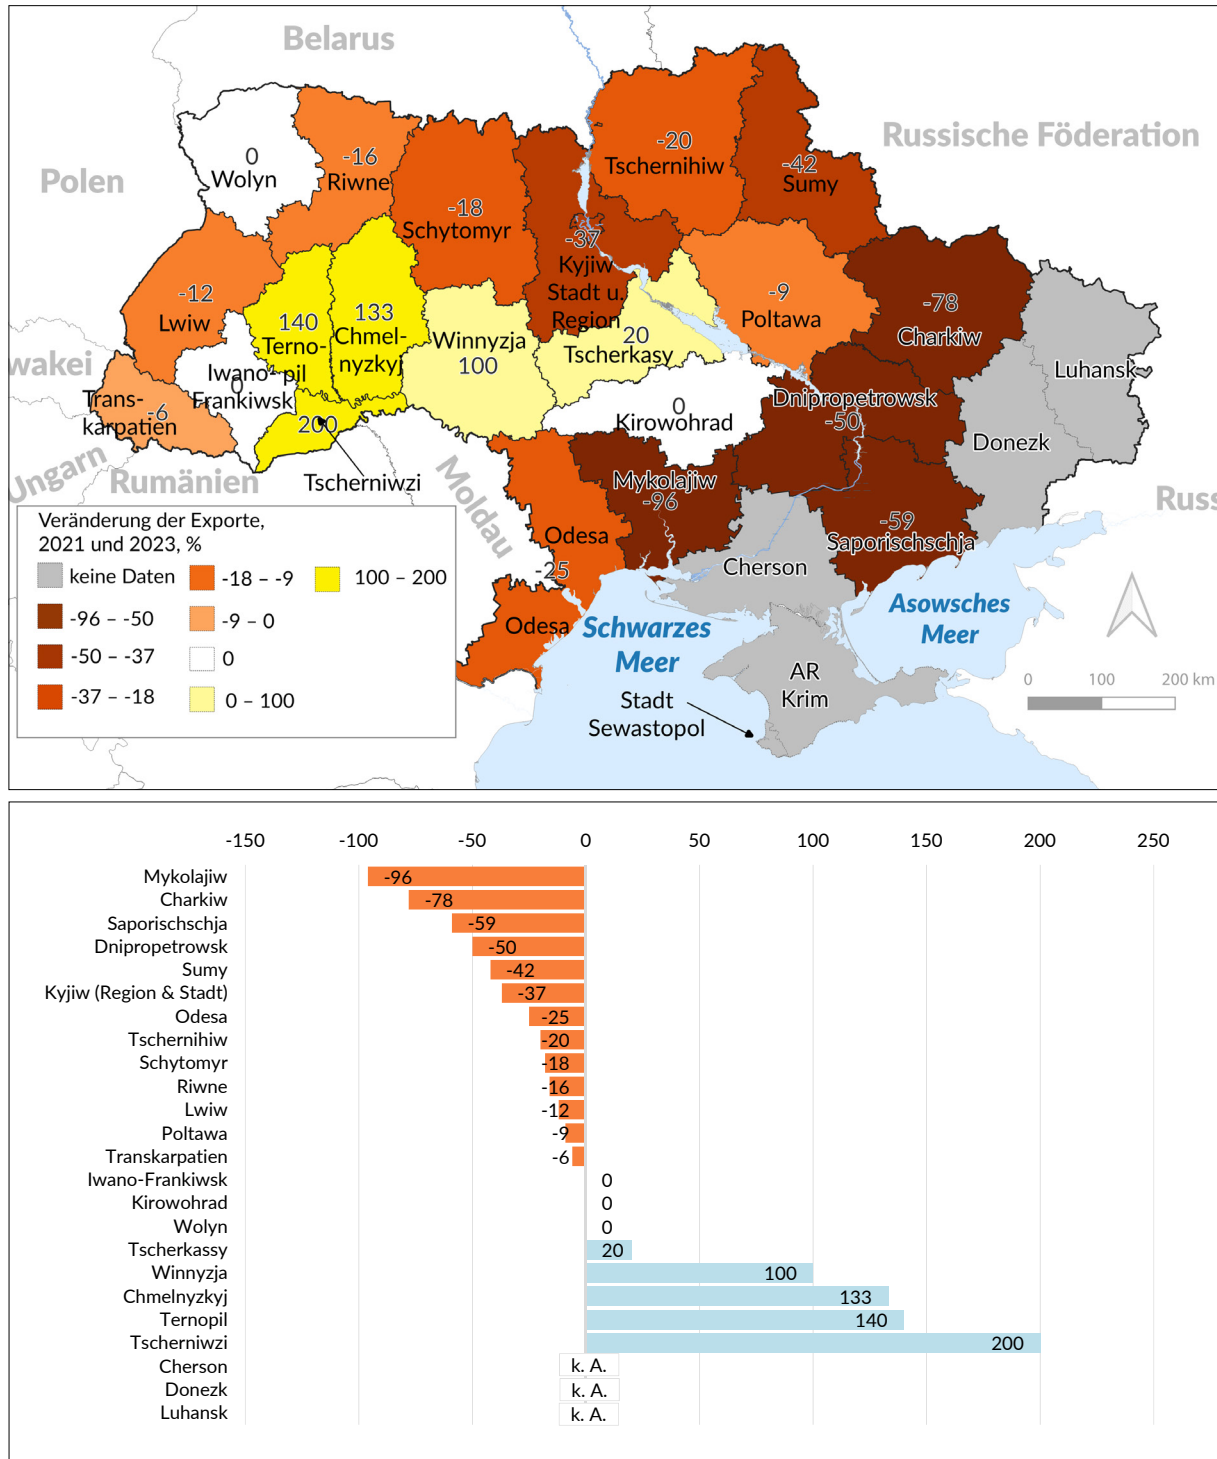 Belarus
Russische Föderation
Polen
wakei
Ungarn
Rumänien
Moldau
Russ
0
Wolyn
-16
Riwne
-18
Schytomyr
-37
Kyjiw
Stadt u.
Region
-20
Tschernihiw
-42
Sumy
-12
Lwiw
140
Terno-
pil
133
Chmel-
nyzkyj
Winnyzja
100
20
Tscherkasy
-9
Poltawa
-78
Charkiw
Luhansk
Iwano-
0
Frankiwsk
Trans-
-6
karpatien
200
Tscherniwzi
0
Kirowohrad
Dnipropetrowsk
-50
Donezk
Mykolajiw
-96
-59
Saporischschja
Odesa
-25
Odesa
Cherson
Schwarzes
Meer
Asowsches
Meer
AR
Krim
Stadt
Sewastopol
0 100 200 km
Veränderung der Exporte,
2021 und 2023, %
keine Daten
-96 – -50
-50 – -37
-37 – -18
-18 – -9
-9 – 0
0
0 – 100
100 – 200
-150 -100 -50 0 50 100 150 200 250
Mykolajiw -96
Charkiw -78
Saporischschja -59
Dnipropetrowsk -50
Sumy -42
Kyjiw (Region & Stadt) -37
Odesa -25
Tschernihiw -20
Schytomyr -18
Riwne -16
Lwiw -12
Poltawa -9
Transkarpatien -6
Iwano-Frankiwsk 0
Kirowohrad 0
Wolyn 0
Tscherkassy 20
Winnyzja 100
Chmelnyzkyj 133
Ternopil 140
Tscherniwzi 200
Cherson k. A.
Donezk k. A.
Luhansk k. A.